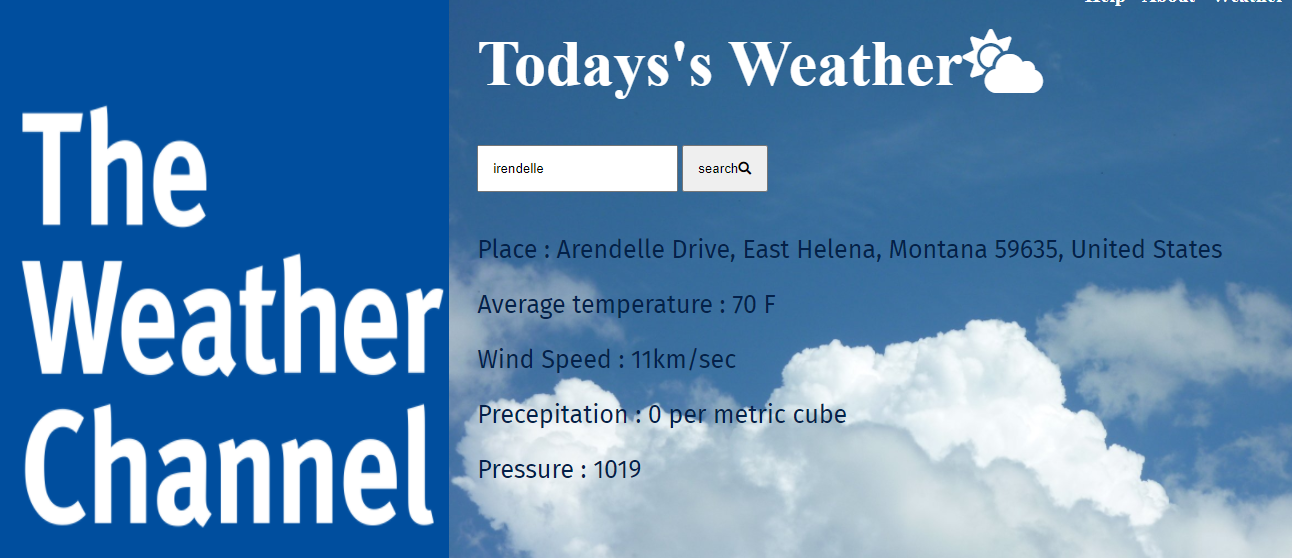 The
Weather
Channel
Help About Weather
Todays's Weather
irendelle
search
Place : Arendelle Drive, East Helena, Montana 59635, United States
Average temperature : 70 F
Wind Speed : 11km/sec
Precepitation : 0 per metric cube
Pressure : 1019